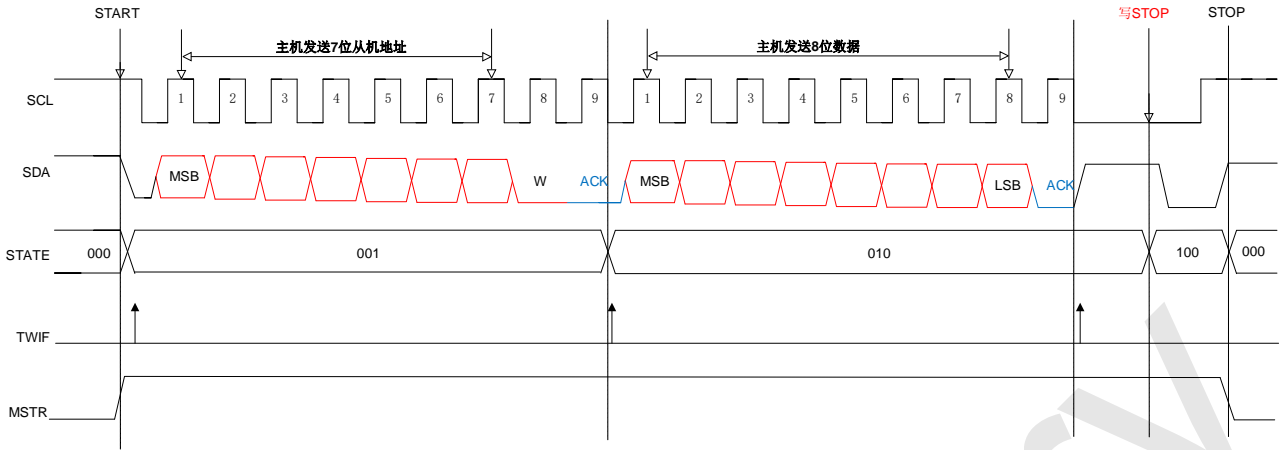 START
写STOP
STOP
主机发送7位从机地址
主机发送8位数据
SCL
1 2 3 4 5 6 7 8 9 1 2 3 4 5 6 7 8 9
SDA
MSB W ACK MSB LSB ACK
STATE
000 001 010 100 000
TWIF
MSTR